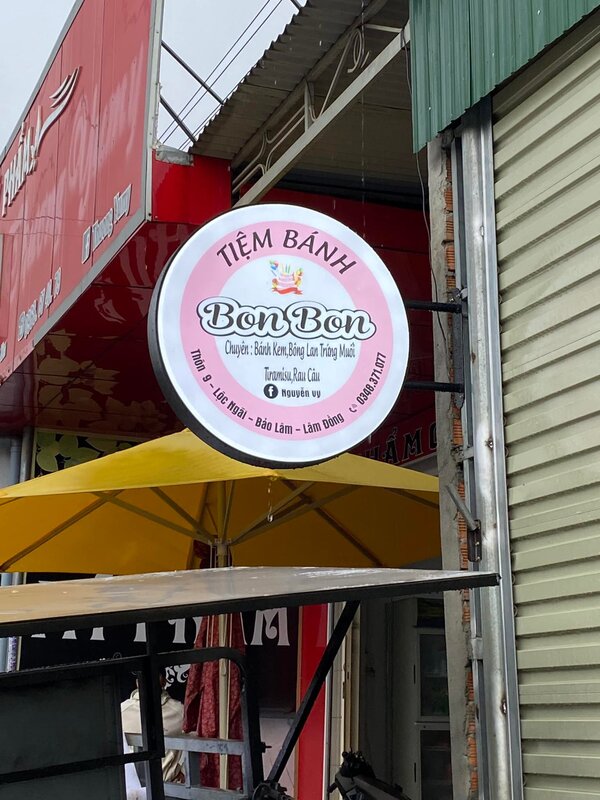 TIỆM BÁNH
Bon Bon
Chuyên : Bánh Kem,Bông Lan Trứng Muối
Tiramisu,Rau Câu
Nguyễn vy
Thôn 9 - Lộc Ngãi - Bảo Lâm - Lâm Đồng 0348.371.077